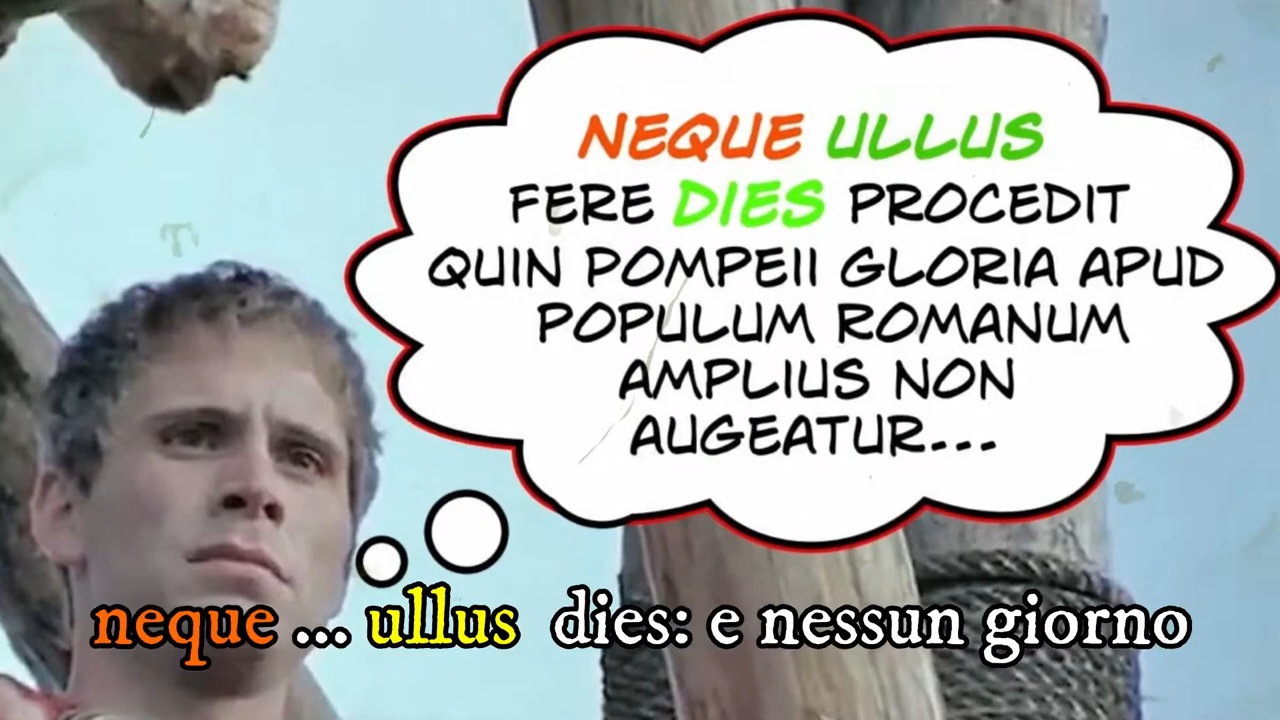 NEQUE ULLUS
FERE DIES PROCEDIT
QUIN POMPEII GLORIA APUD
POPULUM ROMANUM
AMPLIUS NON
AUGEATUR...
neque ... ullus dies: e nessun giorno